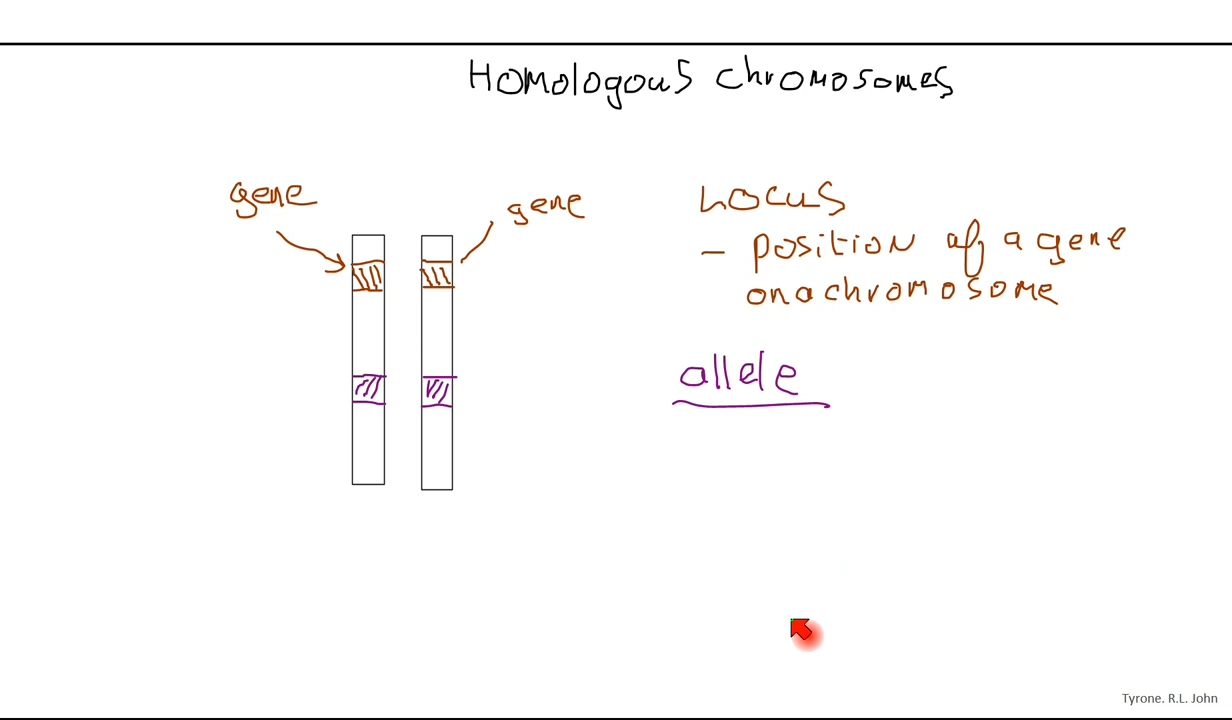 Homologous chromosomes
gene
gene
Locus
- position of a gene
on a chromosome
allele
Tyrone. R.L. John